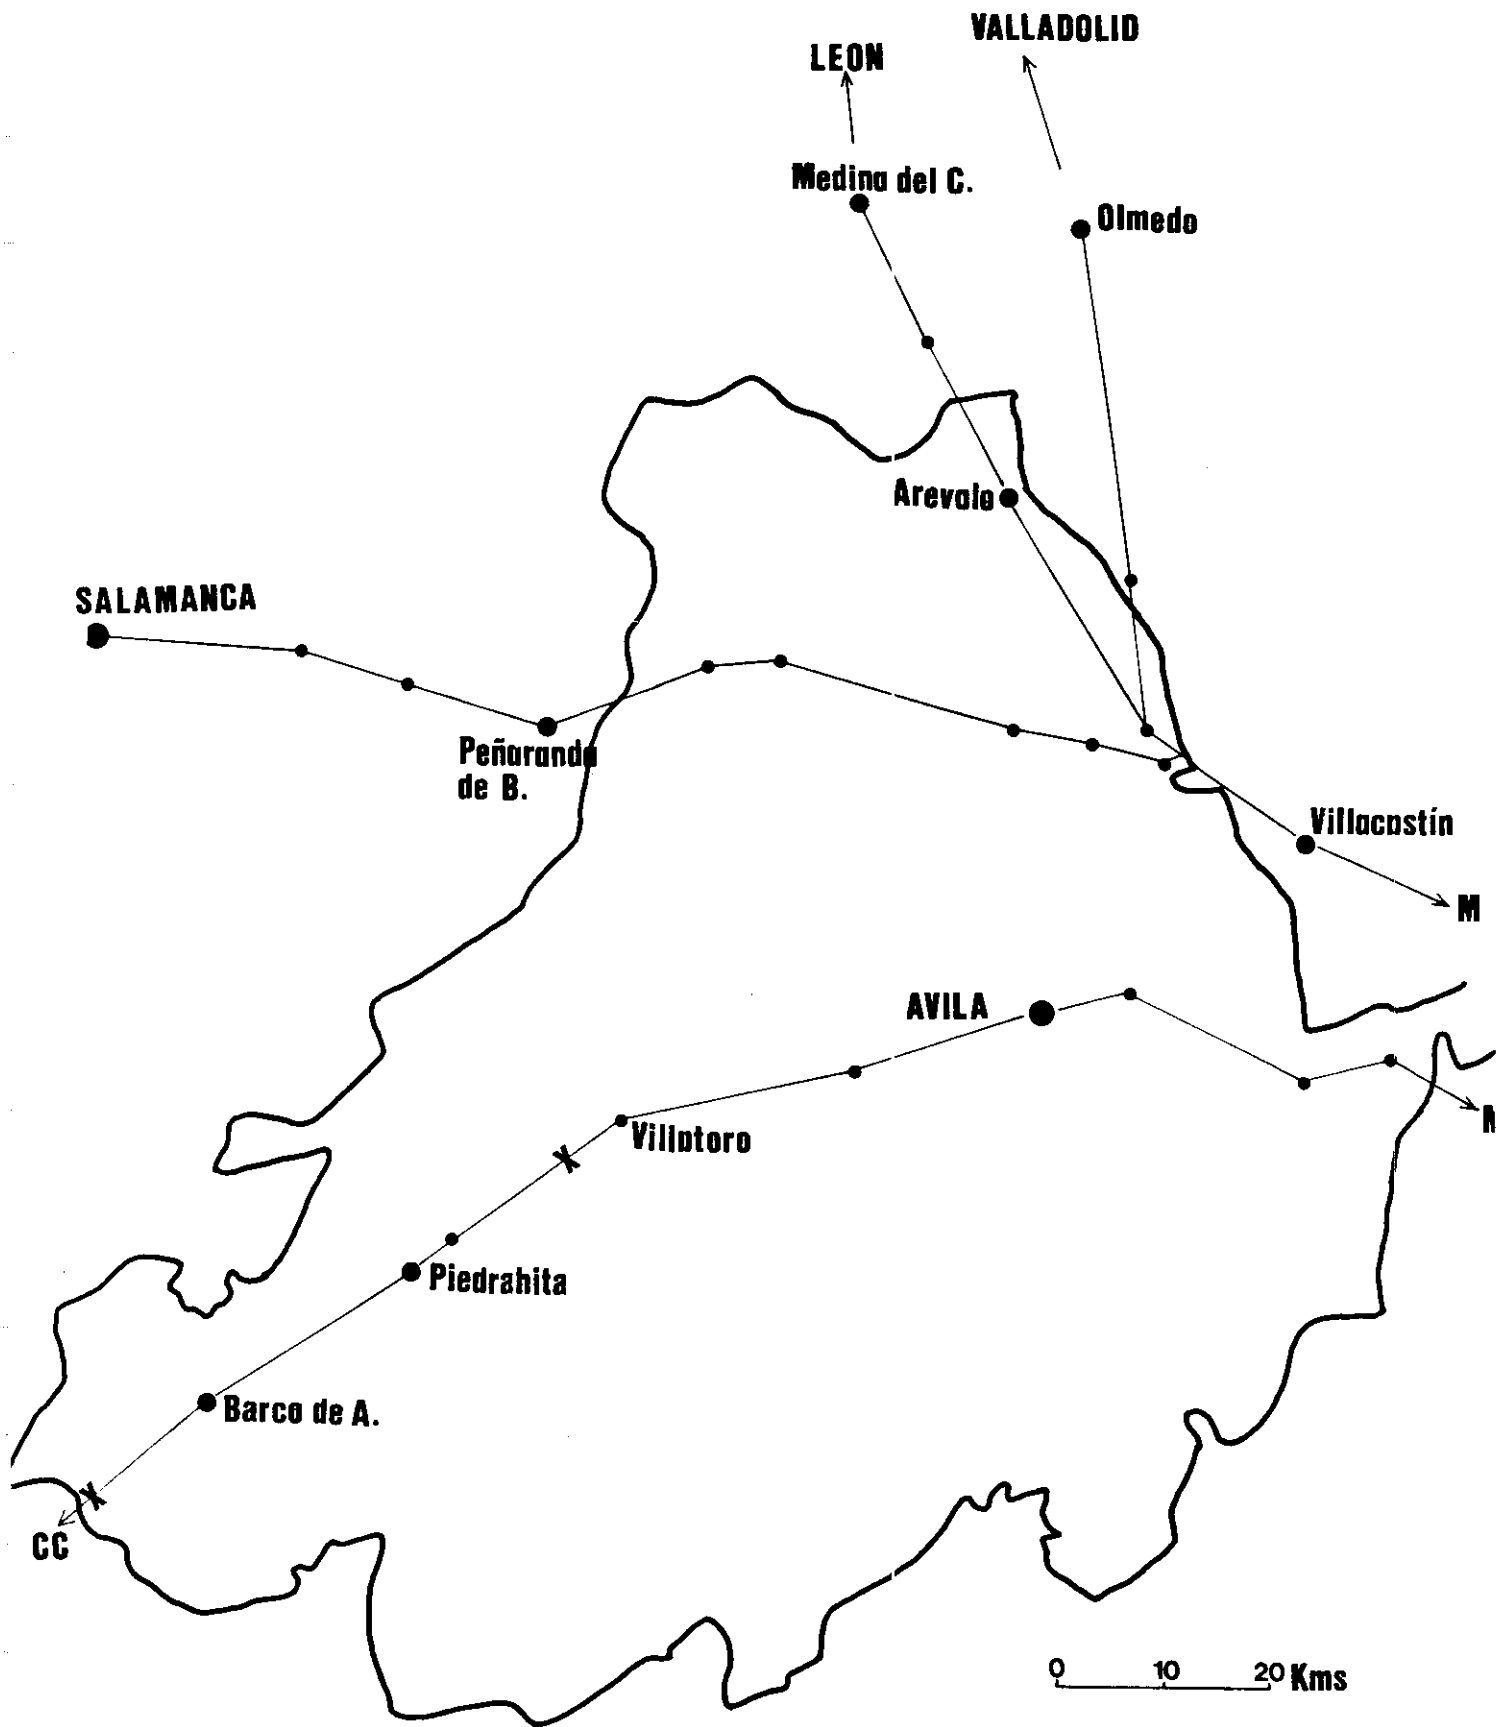 VALLADOLID
LEON
Medina del C.
Olmedo
Arevalo
SALAMANCA
Peñaranda
de B.
Villacastín
M
AVILA
Villatoro
Piedrahita
Barco de A.
CC
0 10 20 Kms